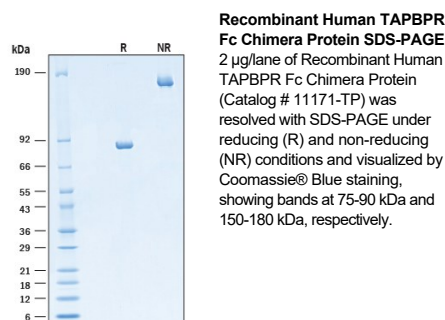 Recombinant Human TAPBPR
Fc Chimera Protein SDS-PAGE
2 µg/lane of Recombinant Human
TAPBPR Fc Chimera Protein
(Catalog # 11171-TP) was
resolved with SDS-PAGE under
reducing (R) and non-reducing
(NR) conditions and visualized by
Coomassie® Blue staining,
showing bands at 75-90 kDa and
150-180 kDa, respectively.
kDa R NR
190
92
66
55
43
36
29
21
18
12
6